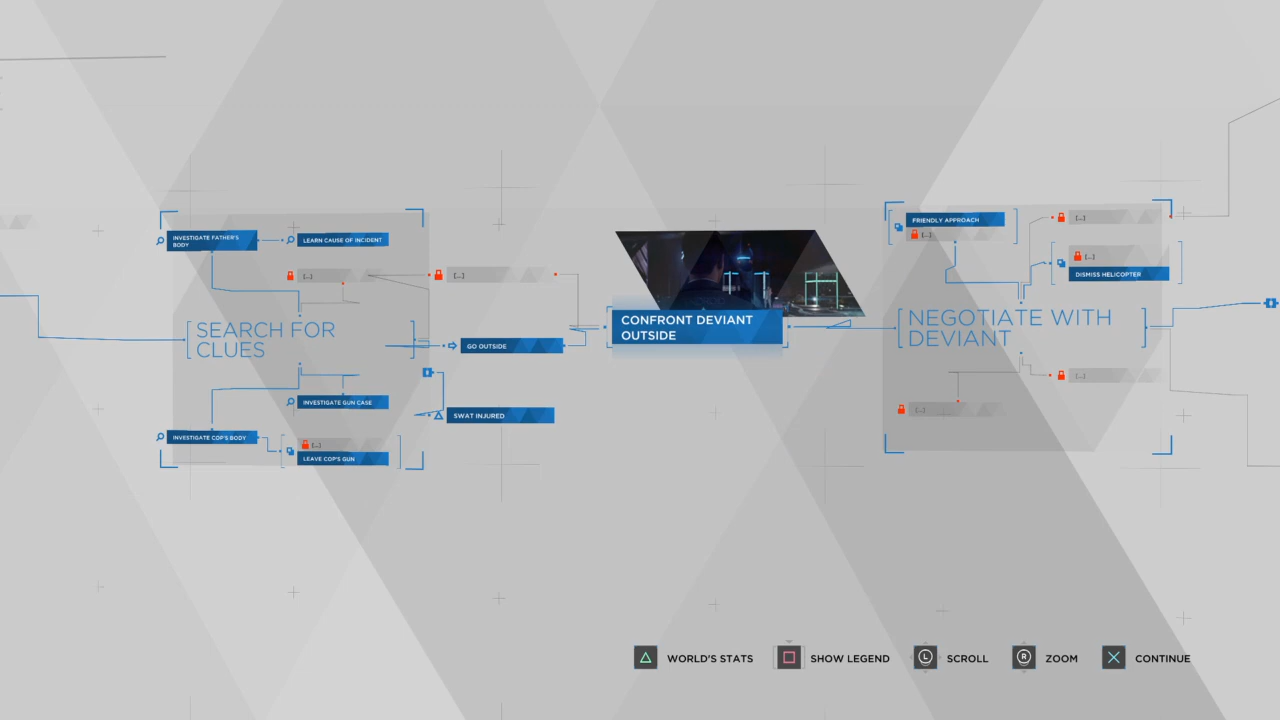 INVESTIGATE FATHER'S
BODY
LEARN CAUSE OF INCIDENT
[...]
[...]
SEARCH FOR
CLUES
GO OUTSIDE
INVESTIGATE GUN CASE
SWAT INJURED
INVESTIGATE COP'S BODY
[...]
LEAVE COP'S GUN
CONFRONT DEVIANT
OUTSIDE
FRIENDLY APPROACH
[...]
[...]
[...]
DISMISS HELICOPTER
NEGOTIATE WITH
DEVIANT
[...]
[...]
WORLD'S STATS
SHOW LEGEND
L
SCROLL
R
ZOOM
CONTINUE